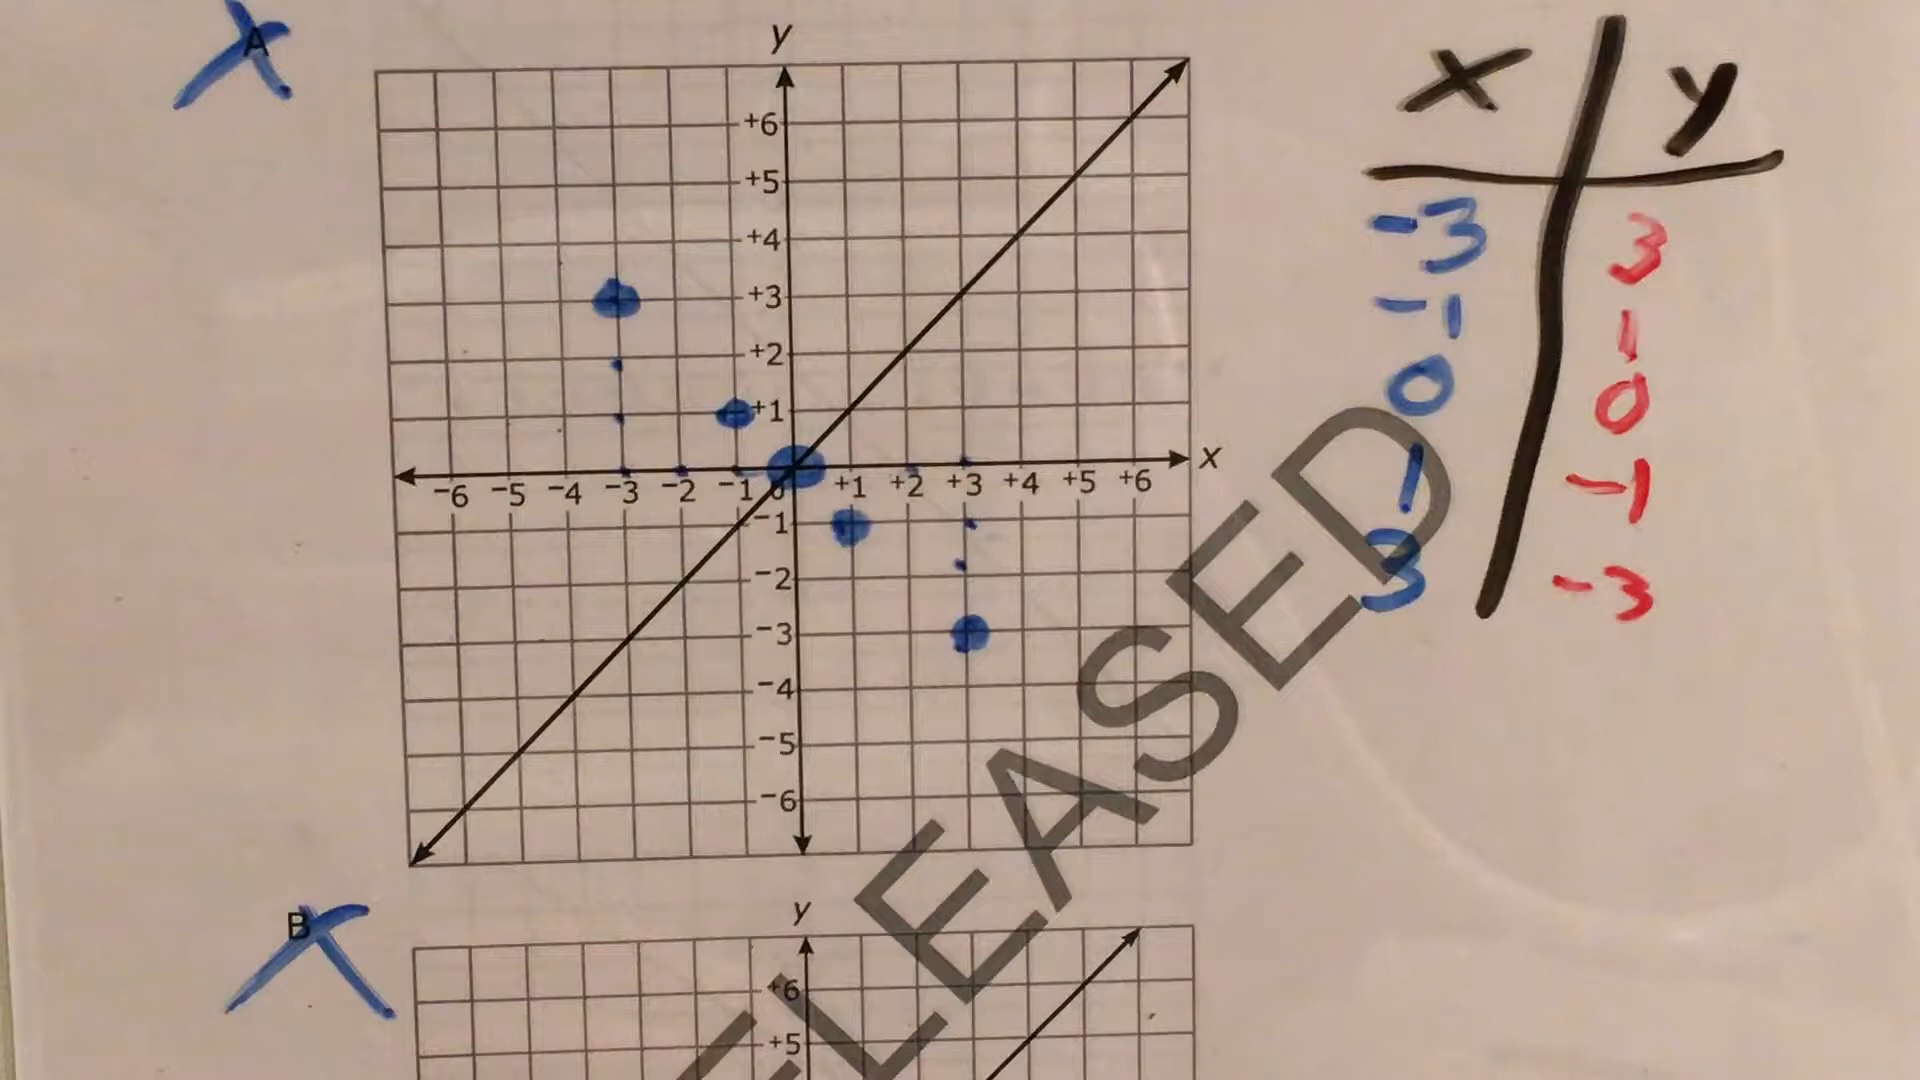 A
y
x y
+6
+5
+4
-3 3
+3
-1 1
+2
0 0
+1
x
-6 -5 -4 -3 -2 -1 0 +1 +2 +3 +4 +5 +6
1 -1
-1
-2
3 -3
-3
-4
-5
-6
B
y
+6
+5
ELEASED